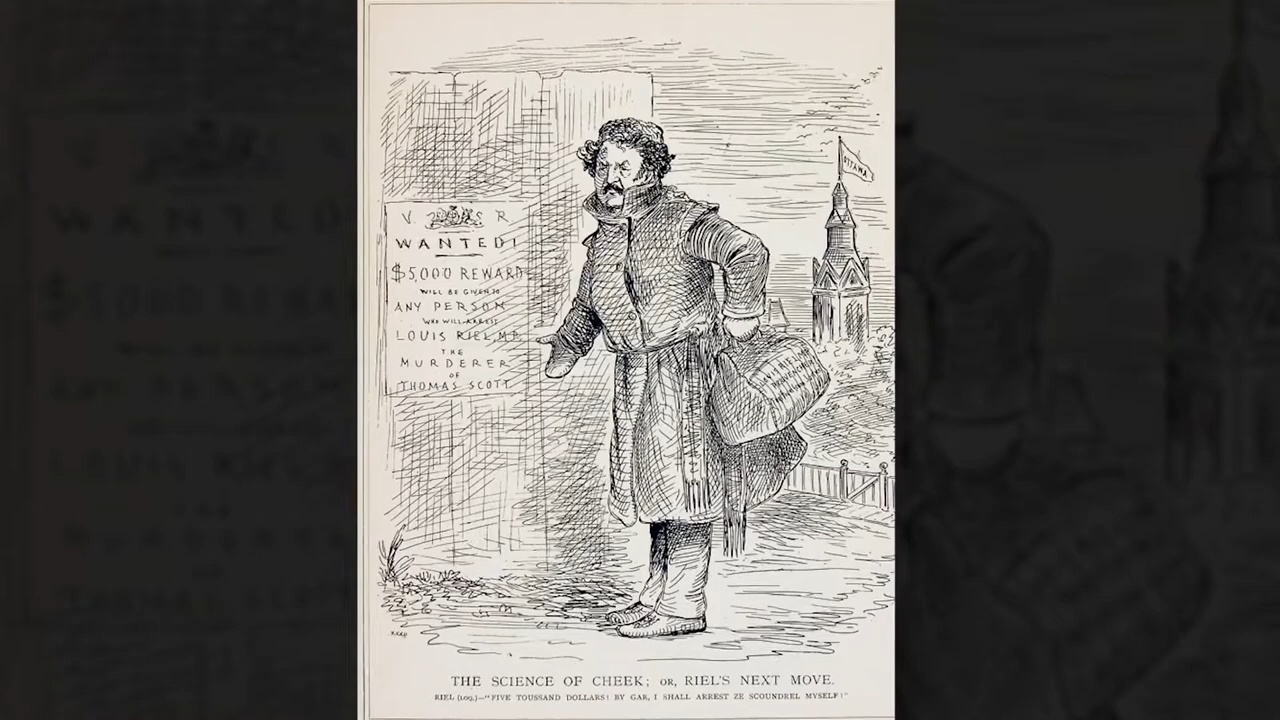 OTTAWA
V. R
WANTED!
$5,000 REWARD
WILL BE GIVEN TO
ANY PERSON
WHO WILL ARREST
LOUIS RIEL M.P.
THE
MURDERER
OF
THOMAS SCOTT
THE SCIENCE OF CHEEK; OR, RIEL'S NEXT MOVE.
RIEL (LOQ.)—"FIVE TOUSSAND DOLLARS! BY GAR, I SHALL ARREST ZE SCOUNDREL MYSELF!"